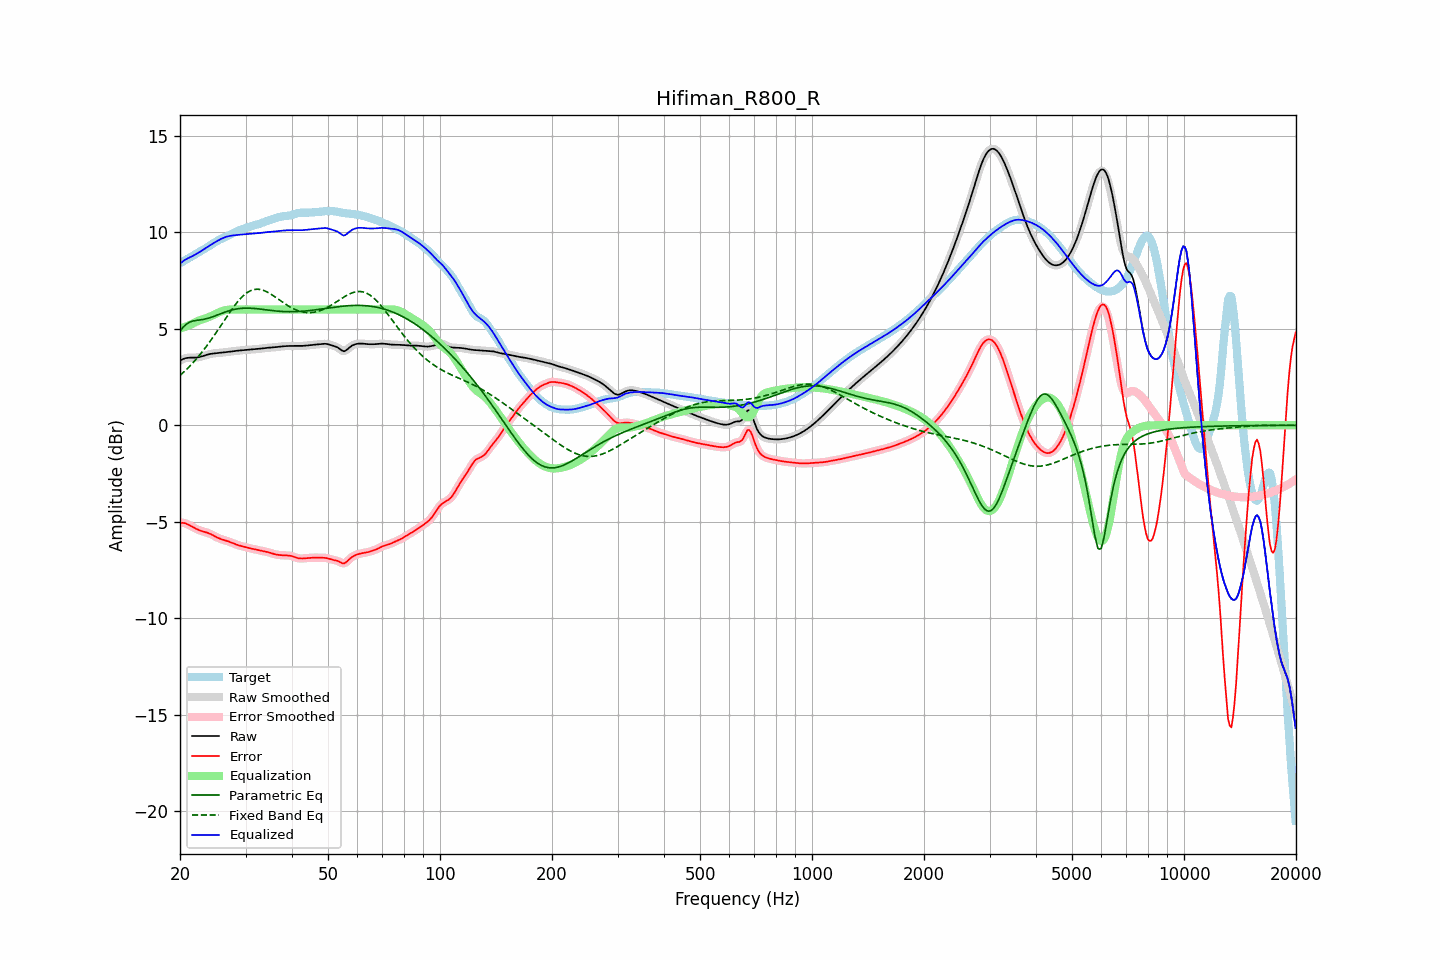 Hifiman_R800_R
Amplitude (dBr)
15
10
5
0
−5
−10
−15
−20
Target
Raw Smoothed
Error Smoothed
Raw
Error
Equalization
Parametric Eq
Fixed Band Eq
Equalized
20 50 100 200 500 1000 2000 5000 10000 20000
Frequency (Hz)